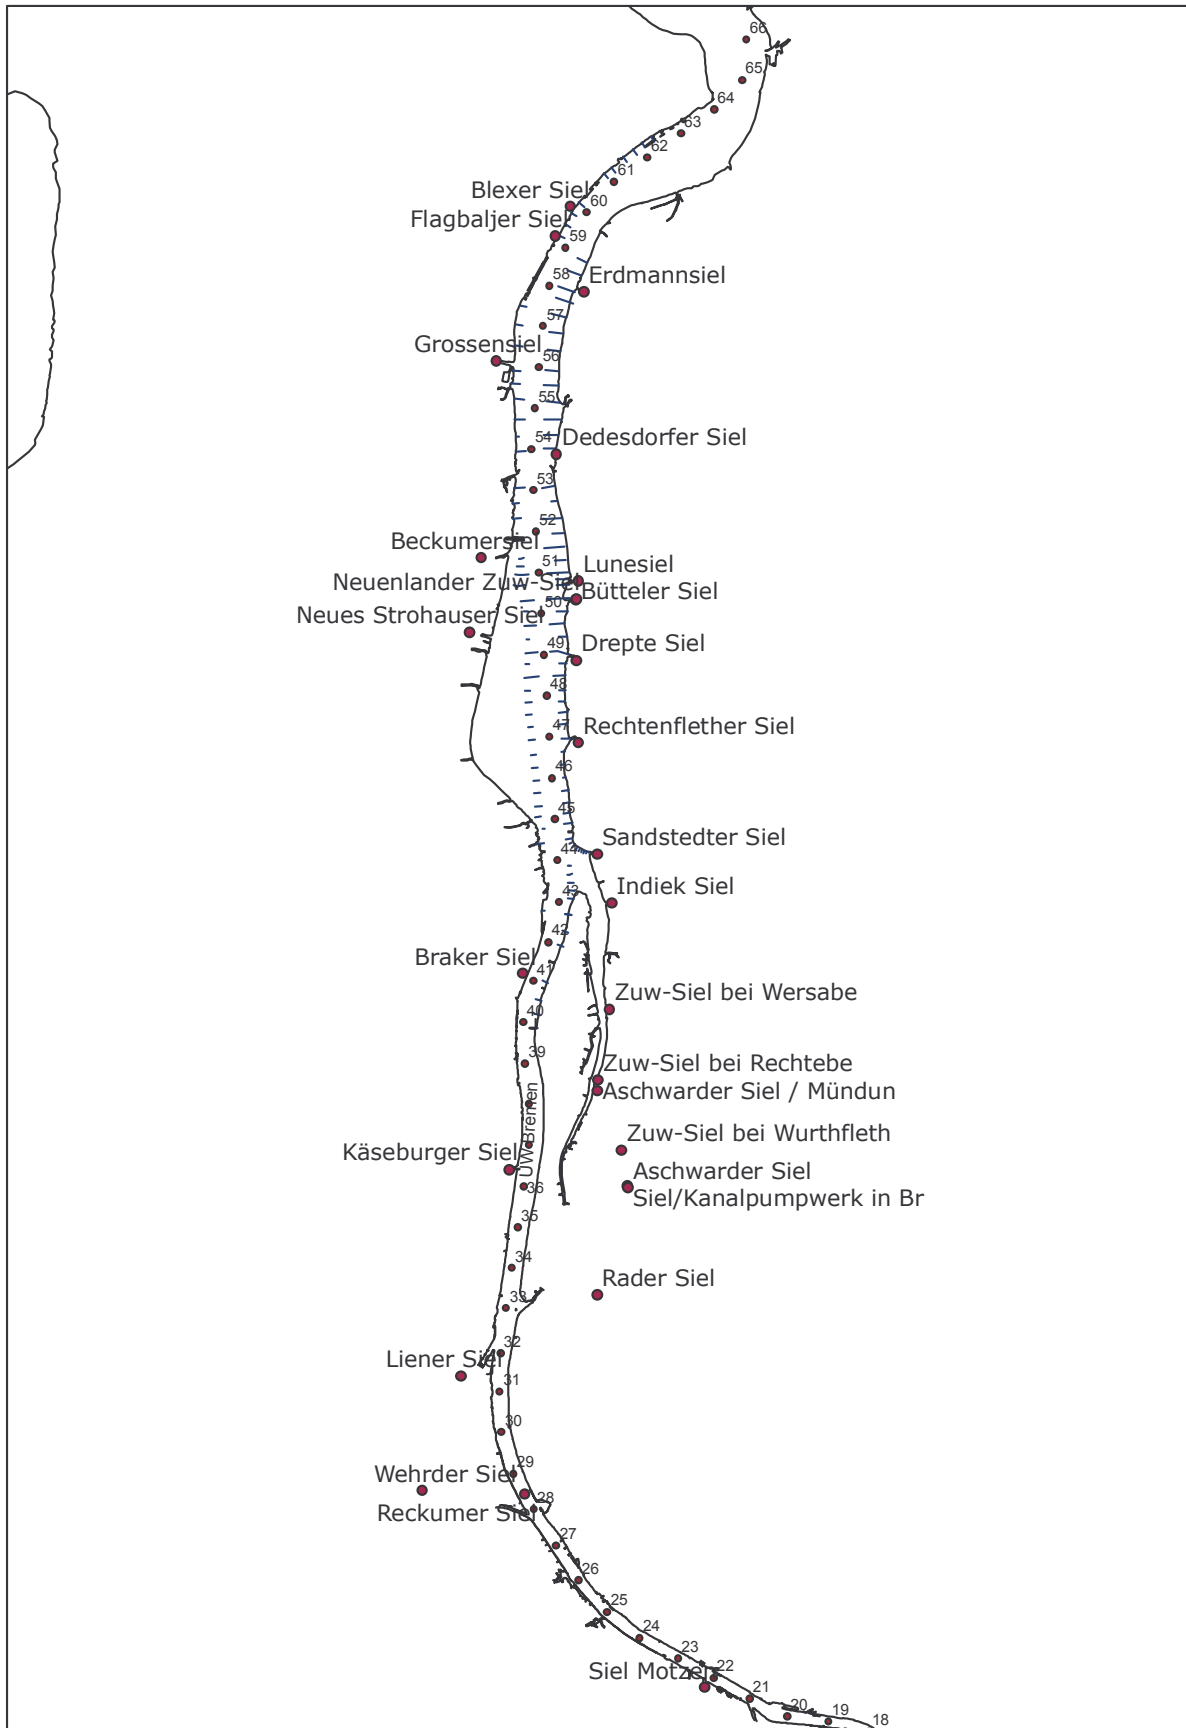 66
65
64
63
62
61
Blexer Siel
60
Flagbaljer Siel
59
Erdmannsiel
58
57
Grossensiel
56
55
Dedesdorfer Siel
54
53
52
Beckumersiel
51
Lunesiel
Neuenlander Zuw-Siel
Bütteler Siel
50
Neues Strohauser Siel
49
Drepte Siel
48
Rechtenflether Siel
47
46
45
Sandstedter Siel
44
Indiek Siel
43
42
Braker Siel
41
Zuw-Siel bei Wersabe
40
39
Zuw-Siel bei Rechtebe
Aschwarder Siel / Mündun
UW Bremen
Zuw-Siel bei Wurthfleth
Käseburger Siel
Aschwarder Siel
36
Siel/Kanalpumpwerk in Br
35
34
Rader Siel
33
32
Liener Siel
31
30
29
Wehrder Siel
28
Reckumer Siel
27
26
25
24
23
22
Siel Motzen
21
20
19
18